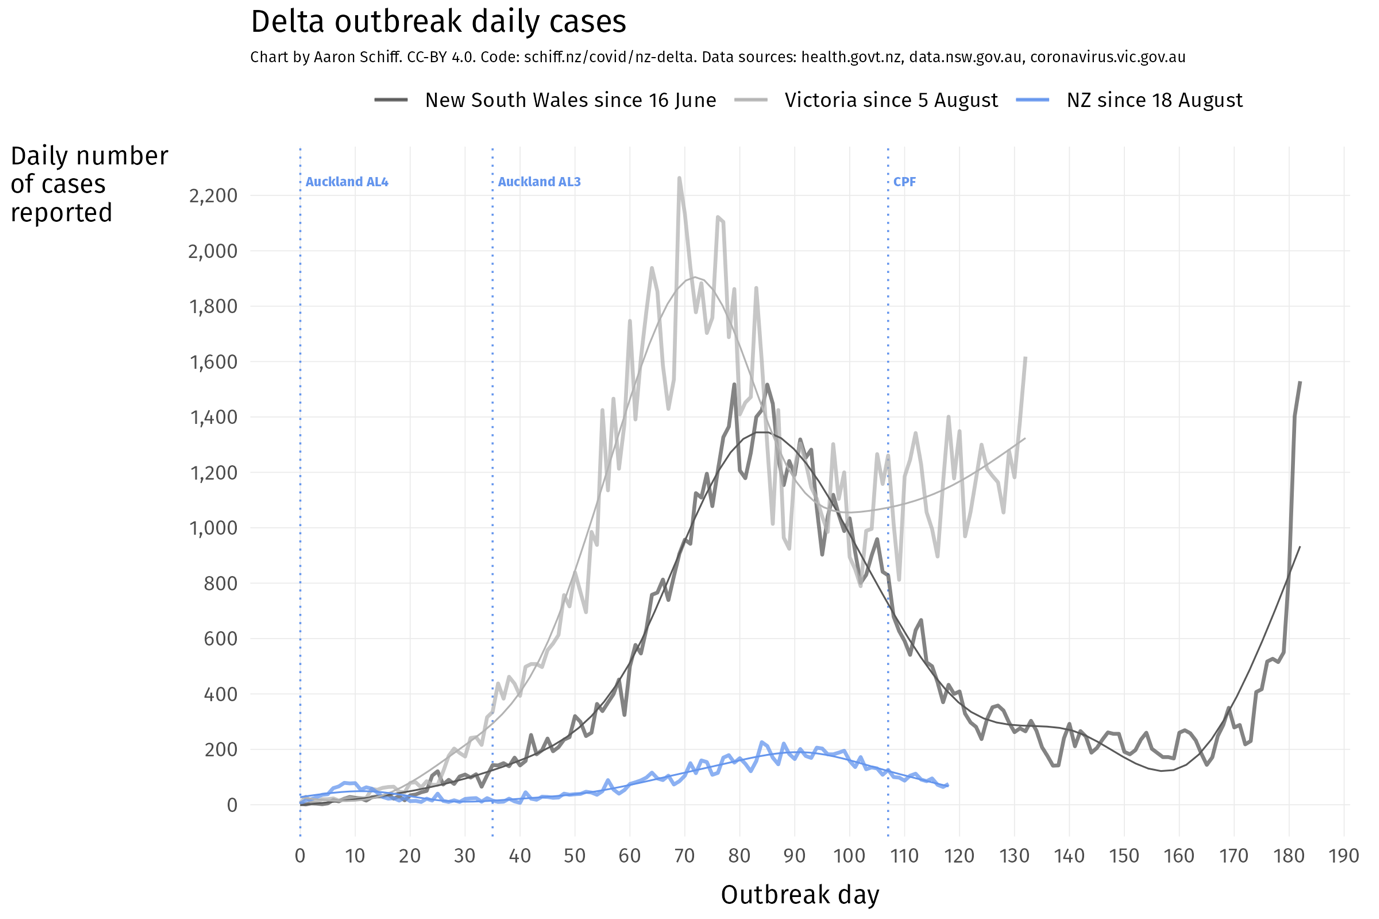 Delta outbreak daily cases
Chart by Aaron Schiff. CC-BY 4.0. Code: schiff.nz/covid/nz-delta. Data sources: health.govt.nz, data.nsw.gov.au, coronavirus.vic.gov.au
New South Wales since 16 June Victoria since 5 August NZ since 18 August
Daily number
of cases
reported
Auckland AL4 Auckland AL3 CPF
2,200
2,000
1,800
1,600
1,400
1,200
1,000
800
600
400
200
0
0 10 20 30 40 50 60 70 80 90 100 110 120 130 140 150 160 170 180 190
Outbreak day